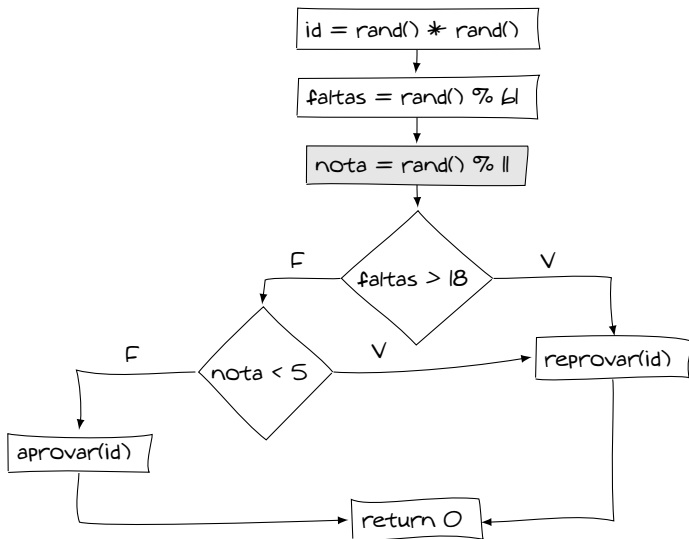 id = rand() * rand()
faltas = rand() % 61
nota = rand() % 11
faltas > 18
F
V
nota < 5
F
V
reprovar(id)
aprovar(id)
return 0